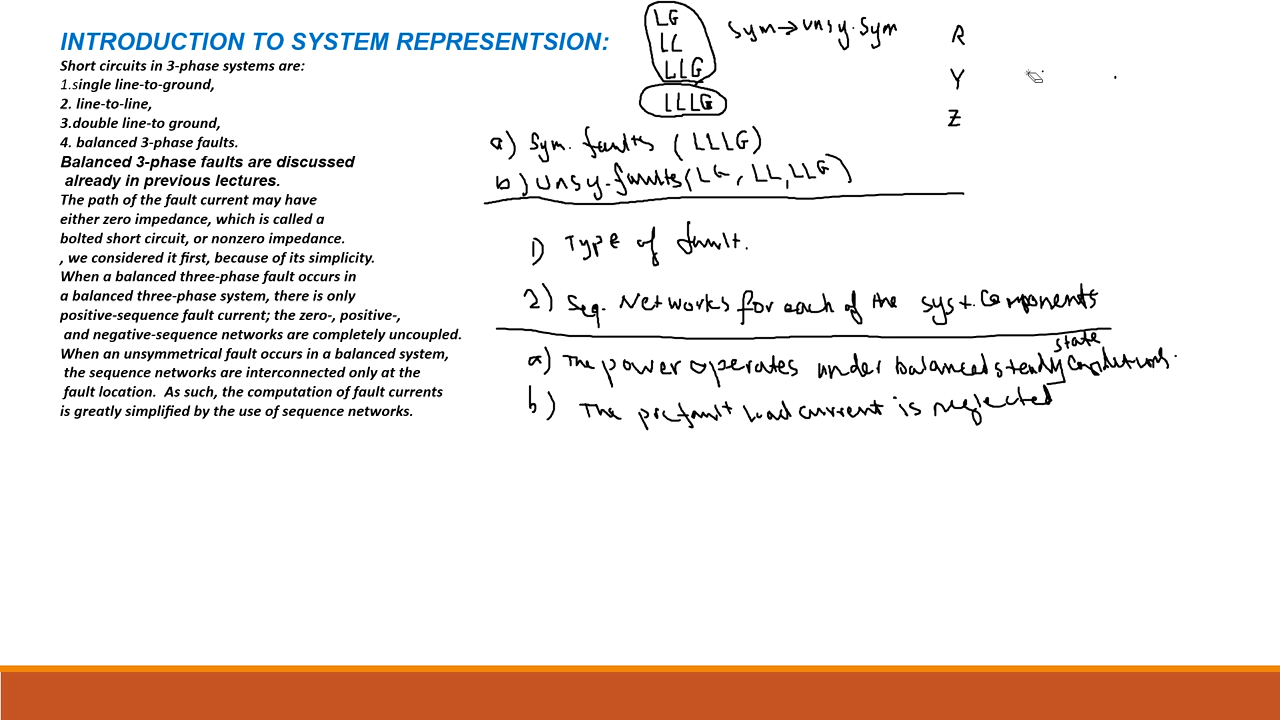 INTRODUCTION TO SYSTEM REPRESENTSION:
Short circuits in 3-phase systems are:
1.single line-to-ground,
2. line-to-line,
3.double line-to ground,
4. balanced 3-phase faults.
Balanced 3-phase faults are discussed
already in previous lectures.
The path of the fault current may have
either zero impedance, which is called a
bolted short circuit, or nonzero impedance.
, we considered it first, because of its simplicity.
When a balanced three-phase fault occurs in
a balanced three-phase system, there is only
positive-sequence fault current; the zero-, positive-,
and negative-sequence networks are completely uncoupled.
When an unsymmetrical fault occurs in a balanced system,
the sequence networks are interconnected only at the
fault location. As such, the computation of fault currents
is greatly simplified by the use of sequence networks.
LG
LL
LLG
LLLG
Sym→unsy.Sym
R
Y
Z
a) Sym. faults (LLLG)
b) unsy.faults(LG, LL, LLG)
1) Type of fault.
2) Seq. Networks for each of the syst. Components
a) The power operates under balanced steady state Conditions.
b) The prefault load current is neglected